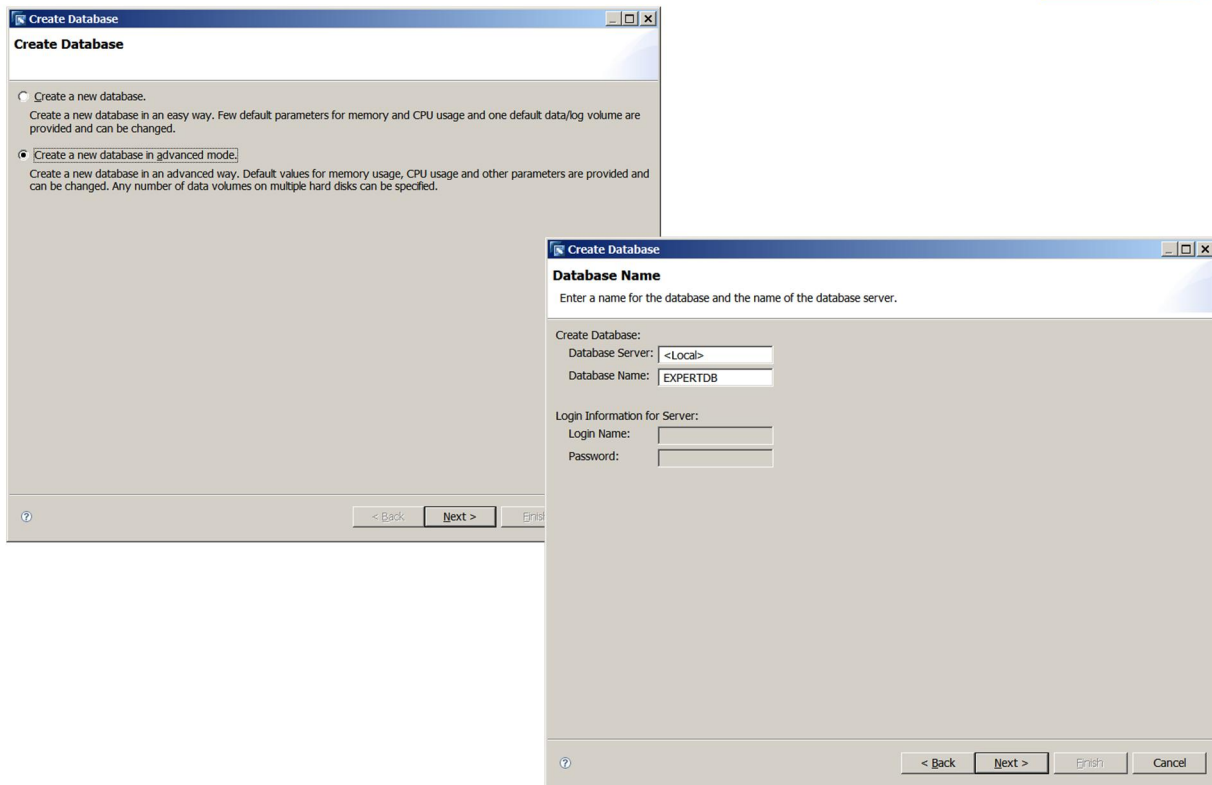 Create Database
Create Database
Create a new database.
Create a new database in an easy way. Few default parameters for memory and CPU usage and one default data/log volume are
provided and can be changed.
Create a new database in advanced mode.
Create a new database in an advanced way. Default values for memory usage, CPU usage and other parameters are provided and
can be changed. Any number of data volumes on multiple hard disks can be specified.
< Back
Next >
Create Database
Database Name
Enter a name for the database and the name of the database server.
Create Database:
Database Server: <Local>
Database Name: EXPERTDB
Login Information for Server:
Login Name:
Password:
< Back
Next >
Finish
Cancel